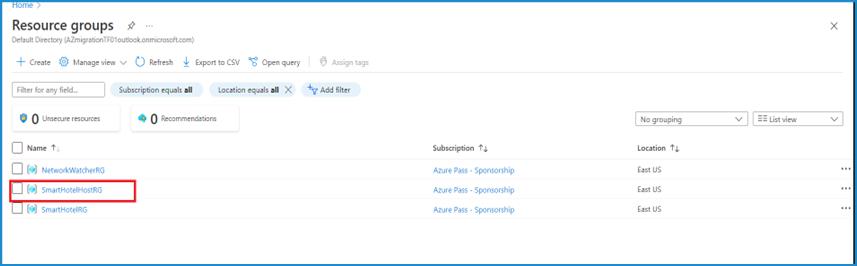 Home >
Resource groups
Default Directory (AZmigrationTF01outlook.onmicrosoft.com)
+ Create Manage view Refresh Export to CSV Open query Assign tags
Filter for any field... Subscription equals all Location equals all Add filter
0 Unsecure resources 0 Recommendations No grouping List view
Name Subscription Location
NetworkWatcherRG Azure Pass - Sponsorship East US
SmartHotelHostRG Azure Pass - Sponsorship East US
SmartHotelRG Azure Pass - Sponsorship East US